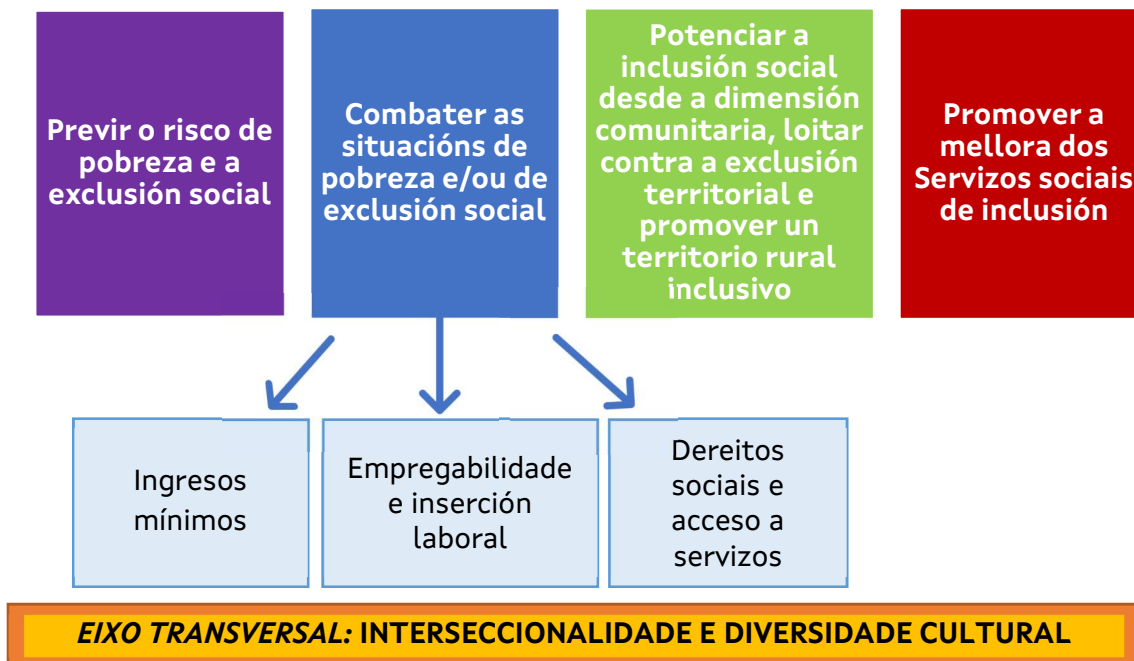 Previr o risco de
pobreza e a
exclusión social
Combater as
situacións de
pobreza e/ou de
exclusión social
Potenciar a
inclusión social
desde a dimensión
comunitaria, loitar
contra a exclusión
territorial e
promover un
territorio rural
inclusivo
Promover a
mellora dos
Servizos sociais
de inclusión
Ingresos
mínimos
Empregabilidade
e inserción
laboral
Dereitos
sociais e
acceso a
servizos
EIXO TRANSVERSAL: INTERSECCIONALIDADE E DIVERSIDADE CULTURAL